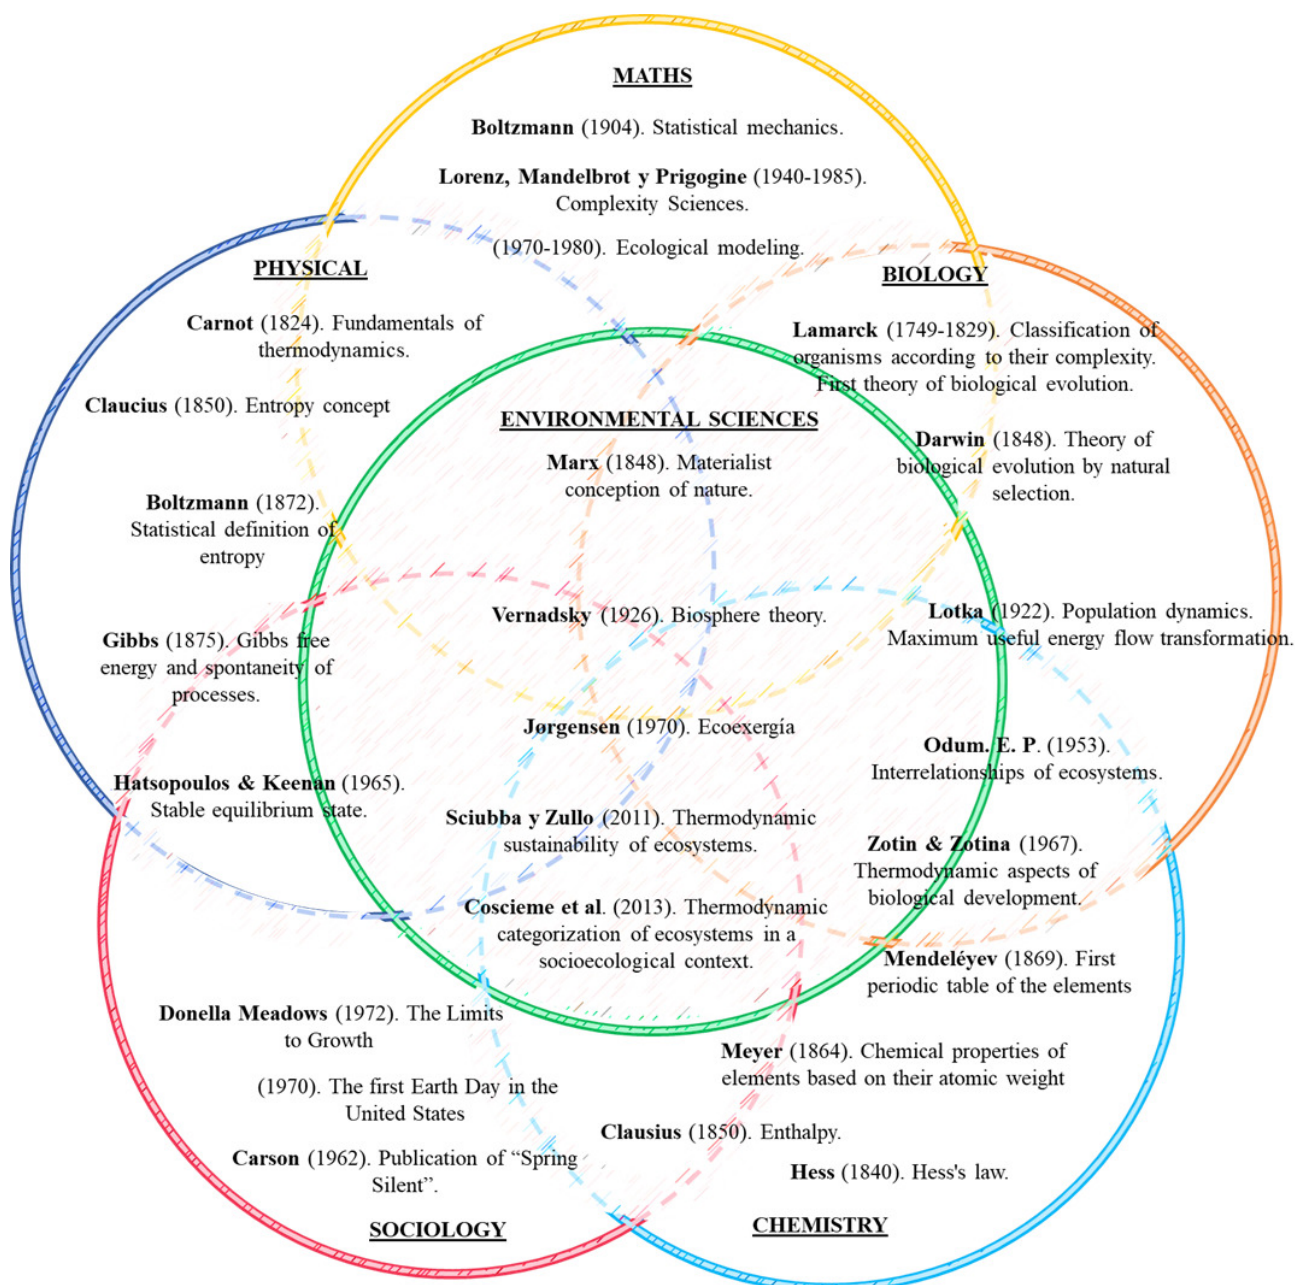 MATHS
Boltzmann (1904). Statistical mechanics.
Lorenz, Mandelbrot y Prigogine (1940-1985).
Complexity Sciences.
(1970-1980). Ecological modeling.
PHYSICAL
Carnot (1824). Fundamentals of
thermodynamics.
Claucius (1850). Entropy concept
Boltzmann (1872).
Statistical definition of
entropy
Gibbs (1875). Gibbs free
energy and spontaneity of
processes.
Hatsopoulos & Keenan (1965).
Stable equilibrium state.
BIOLOGY
Lamarck (1749-1829). Classification of
organisms according to their complexity.
First theory of biological evolution.
Darwin (1848). Theory of
biological evolution by natural
selection.
Lotka (1922). Population dynamics.
Maximum useful energy flow transformation.
Odum. E. P. (1953).
Interrelationships of ecosystems.
Zotin & Zotina (1967).
Thermodynamic aspects of
biological development.
ENVIRONMENTAL SCIENCES
Marx (1848). Materialist
conception of nature.
Vernadsky (1926). Biosphere theory.
Jørgensen (1970). Ecoexergía
Sciubba y Zullo (2011). Thermodynamic
sustainability of ecosystems.
Coscieme et al. (2013). Thermodynamic
categorization of ecosystems in a
socioecological context.
Mendeléyev (1869). First
periodic table of the elements
Meyer (1864). Chemical properties of
elements based on their atomic weight
Clausius (1850). Enthalpy.
Hess (1840). Hess's law.
CHEMISTRY
Donella Meadows (1972). The Limits
to Growth
(1970). The first Earth Day in the
United States
Carson (1962). Publication of “Spring
Silent”.
SOCIOLOGY